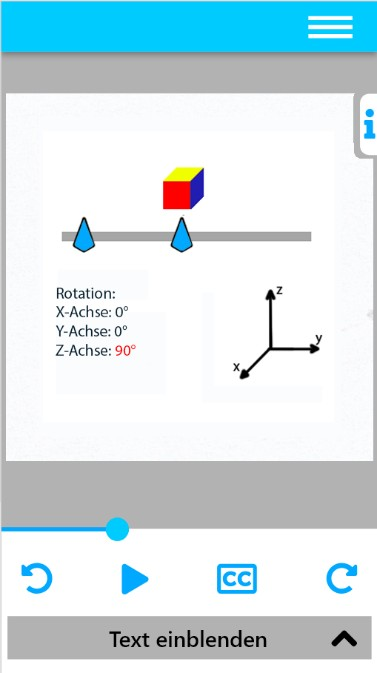 i
z
Rotation:
X-Achse: 0°
Y-Achse: 0°
Z-Achse: 90°
y
x
CC
Text einblenden